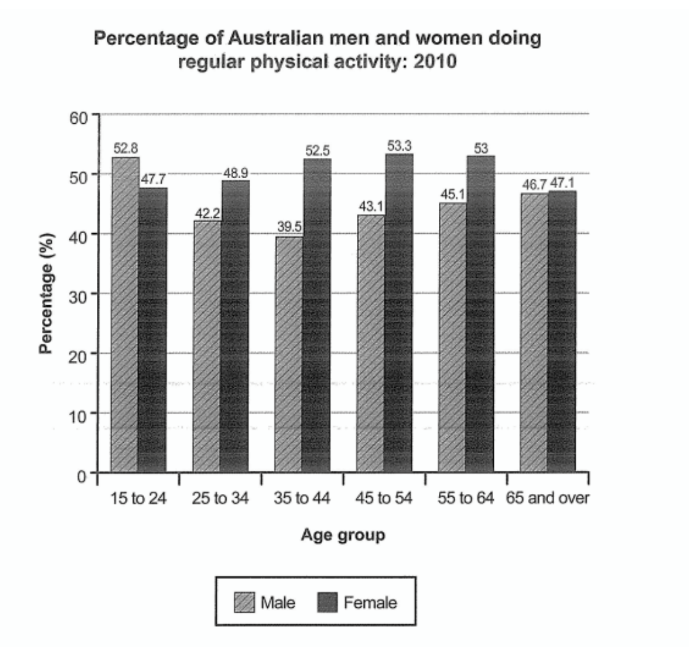 Percentage of Australian men and women doing
regular physical activity: 2010
60
50
40
30
20
10
0
Percentage (%)
52.8
47.7
42.2
48.9
39.5
52.5
43.1
53.3
45.1
53
46.7
47.1
15 to 24
25 to 34
35 to 44
45 to 54
55 to 64
65 and over
Age group
Male
Female